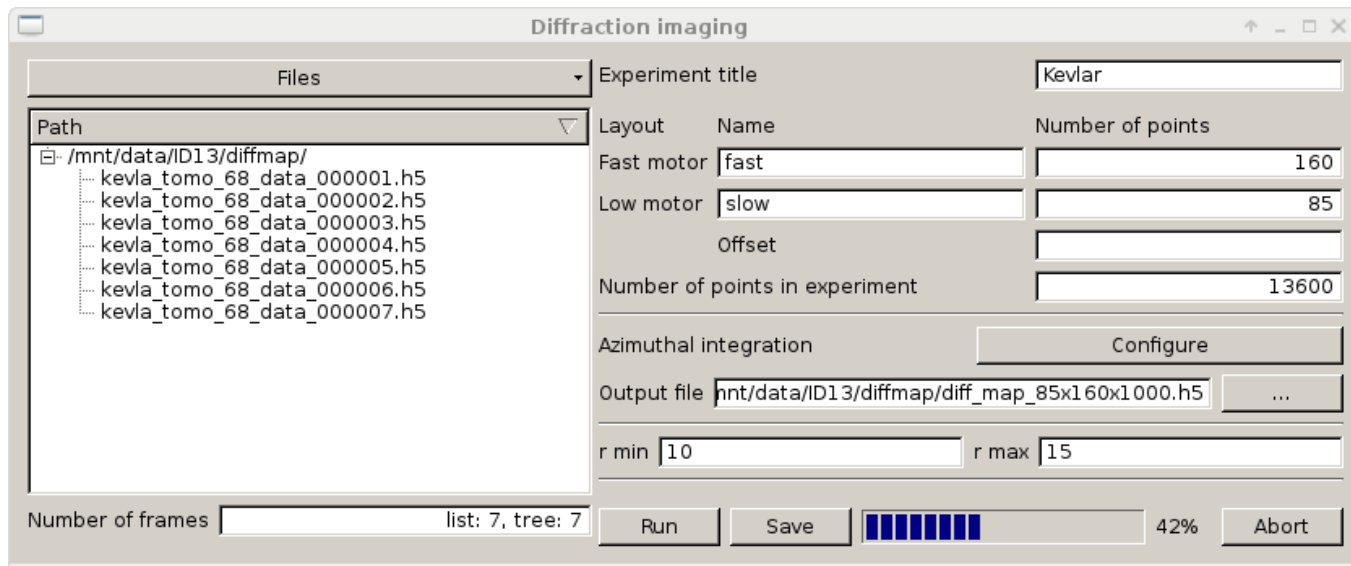 Diffraction imaging
Files
Path
/mnt/data/ID13/diffmap/
kevla_tomo_68_data_000001.h5
kevla_tomo_68_data_000002.h5
kevla_tomo_68_data_000003.h5
kevla_tomo_68_data_000004.h5
kevla_tomo_68_data_000005.h5
kevla_tomo_68_data_000006.h5
kevla_tomo_68_data_000007.h5
Number of frames list: 7, tree: 7
Experiment title Kevlar
Layout Name Number of points
Fast motor fast 160
Low motor slow 85
Offset
Number of points in experiment 13600
Azimuthal integration Configure
Output file mnt/data/ID13/diffmap/diff_map_85x160x1000.h5 ...
r min 10 r max 15
Run Save 42% Abort